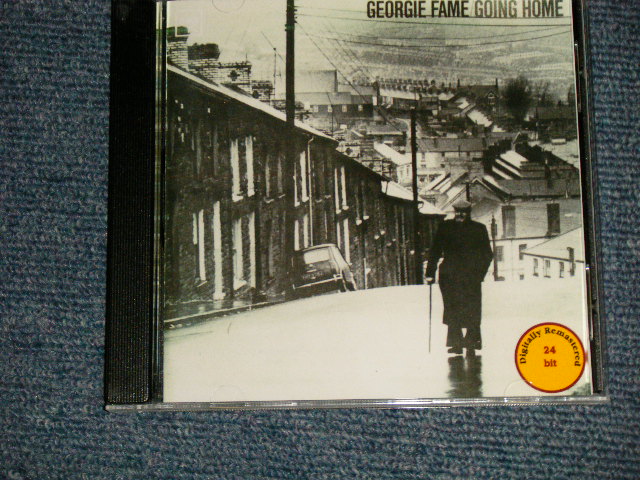 GEORGIE FAME GOING HOME
Digitally Remastered
24
bit